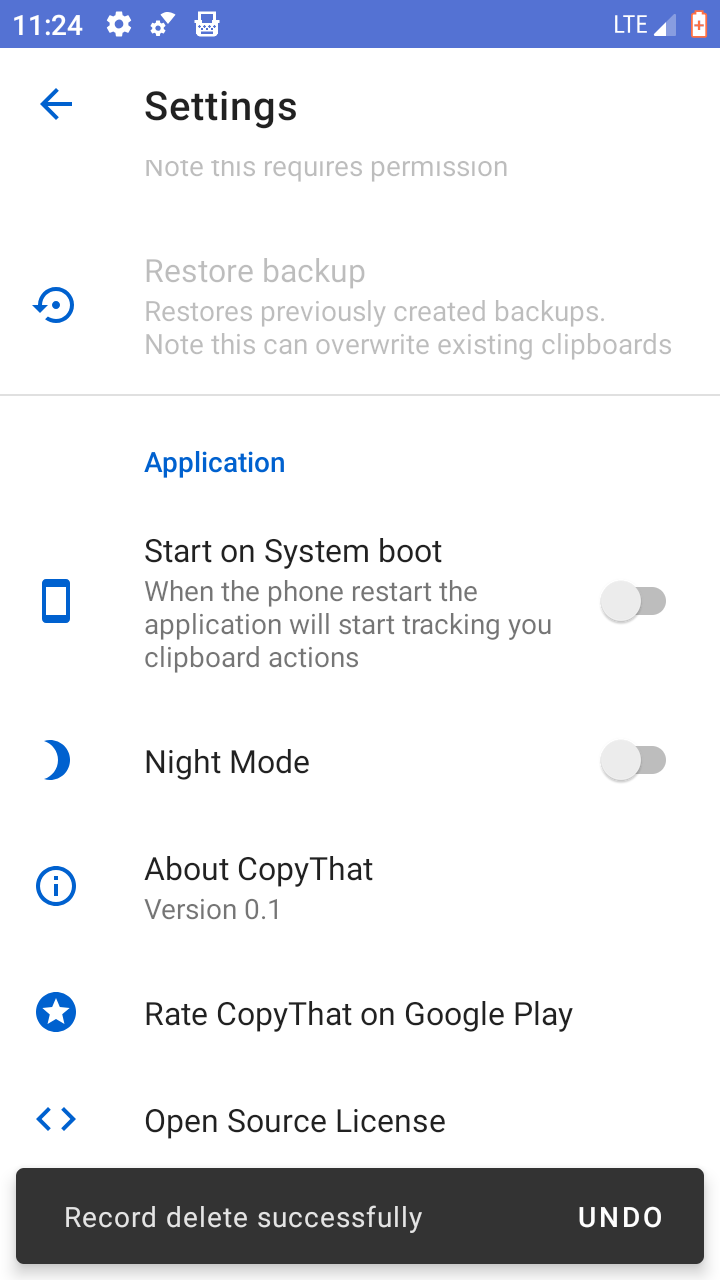 11:24
LTE
Settings
Note this requires permission
Restore backup
Restores previously created backups.
Note this can overwrite existing clipboards
Application
Start on System boot
When the phone restart the
application will start tracking you
clipboard actions
Night Mode
About CopyThat
Version 0.1
Rate CopyThat on Google Play
Open Source License
Record delete successfully
UNDO